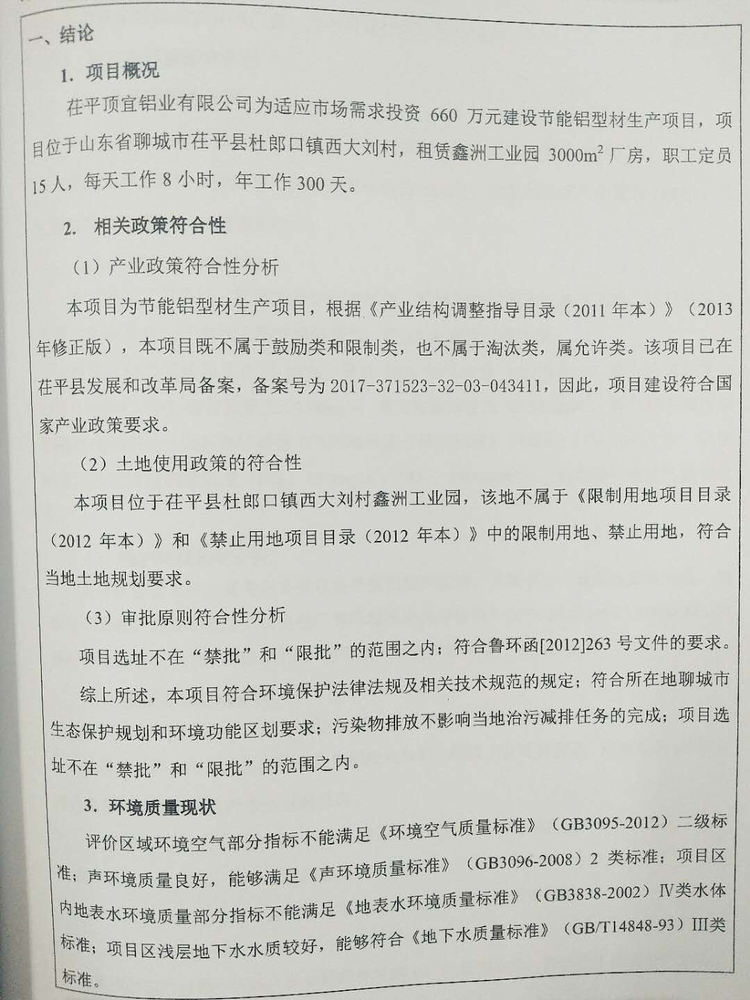 一、结论
1. 项目概况
茌平顶宜铝业有限公司为适应市场需求投资 660 万元建设节能铝型材生产项目，项
目位于山东省聊城市茌平县杜郎口镇西大刘村，租赁鑫洲工业园 3000m² 厂房，职工定员
15 人，每天工作 8 小时，年工作 300 天。
2. 相关政策符合性
（1）产业政策符合性分析
本项目为节能铝型材生产项目，根据《产业结构调整指导目录（2011 年本）》（2013
年修正版），本项目既不属于鼓励类和限制类，也不属于淘汰类，属允许类。该项目已在
茌平县发展和改革局备案，备案号为 2017-371523-32-03-043411，因此，项目建设符合国
家产业政策要求。
（2）土地使用政策的符合性
本项目位于茌平县杜郎口镇西大刘村鑫洲工业园，该地不属于《限制用地项目目录
（2012 年本）》和《禁止用地项目目录（2012 年本）》中的限制用地、禁止用地，符合
当地土地规划要求。
（3）审批原则符合性分析
项目选址不在“禁批”和“限批”的范围之内；符合鲁环函[2012]263 号文件的要求。
综上所述，本项目符合环境保护法律法规及相关技术规范的规定；符合所在地聊城市
生态保护规划和环境功能区划要求；污染物排放不影响当地治污减排任务的完成；项目选
址不在“禁批”和“限批”的范围之内。
3. 环境质量现状
评价区域环境空气部分指标不能满足《环境空气质量标准》（GB3095-2012）二级标
准；声环境质量良好，能够满足《声环境质量标准》（GB3096-2008）2 类标准；项目区
内地表水环境质量部分指标不能满足《地表水环境质量标准》（GB3838-2002）Ⅳ类水体
标准；项目区浅层地下水水质较好，能够符合《地下水质量标准》（GB/T14848-93）Ⅲ类
标准。